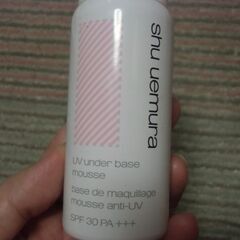 shu uemura
UV under base
mousse
base de maquillage
mousse anti-UV
SPF 30 PA +++